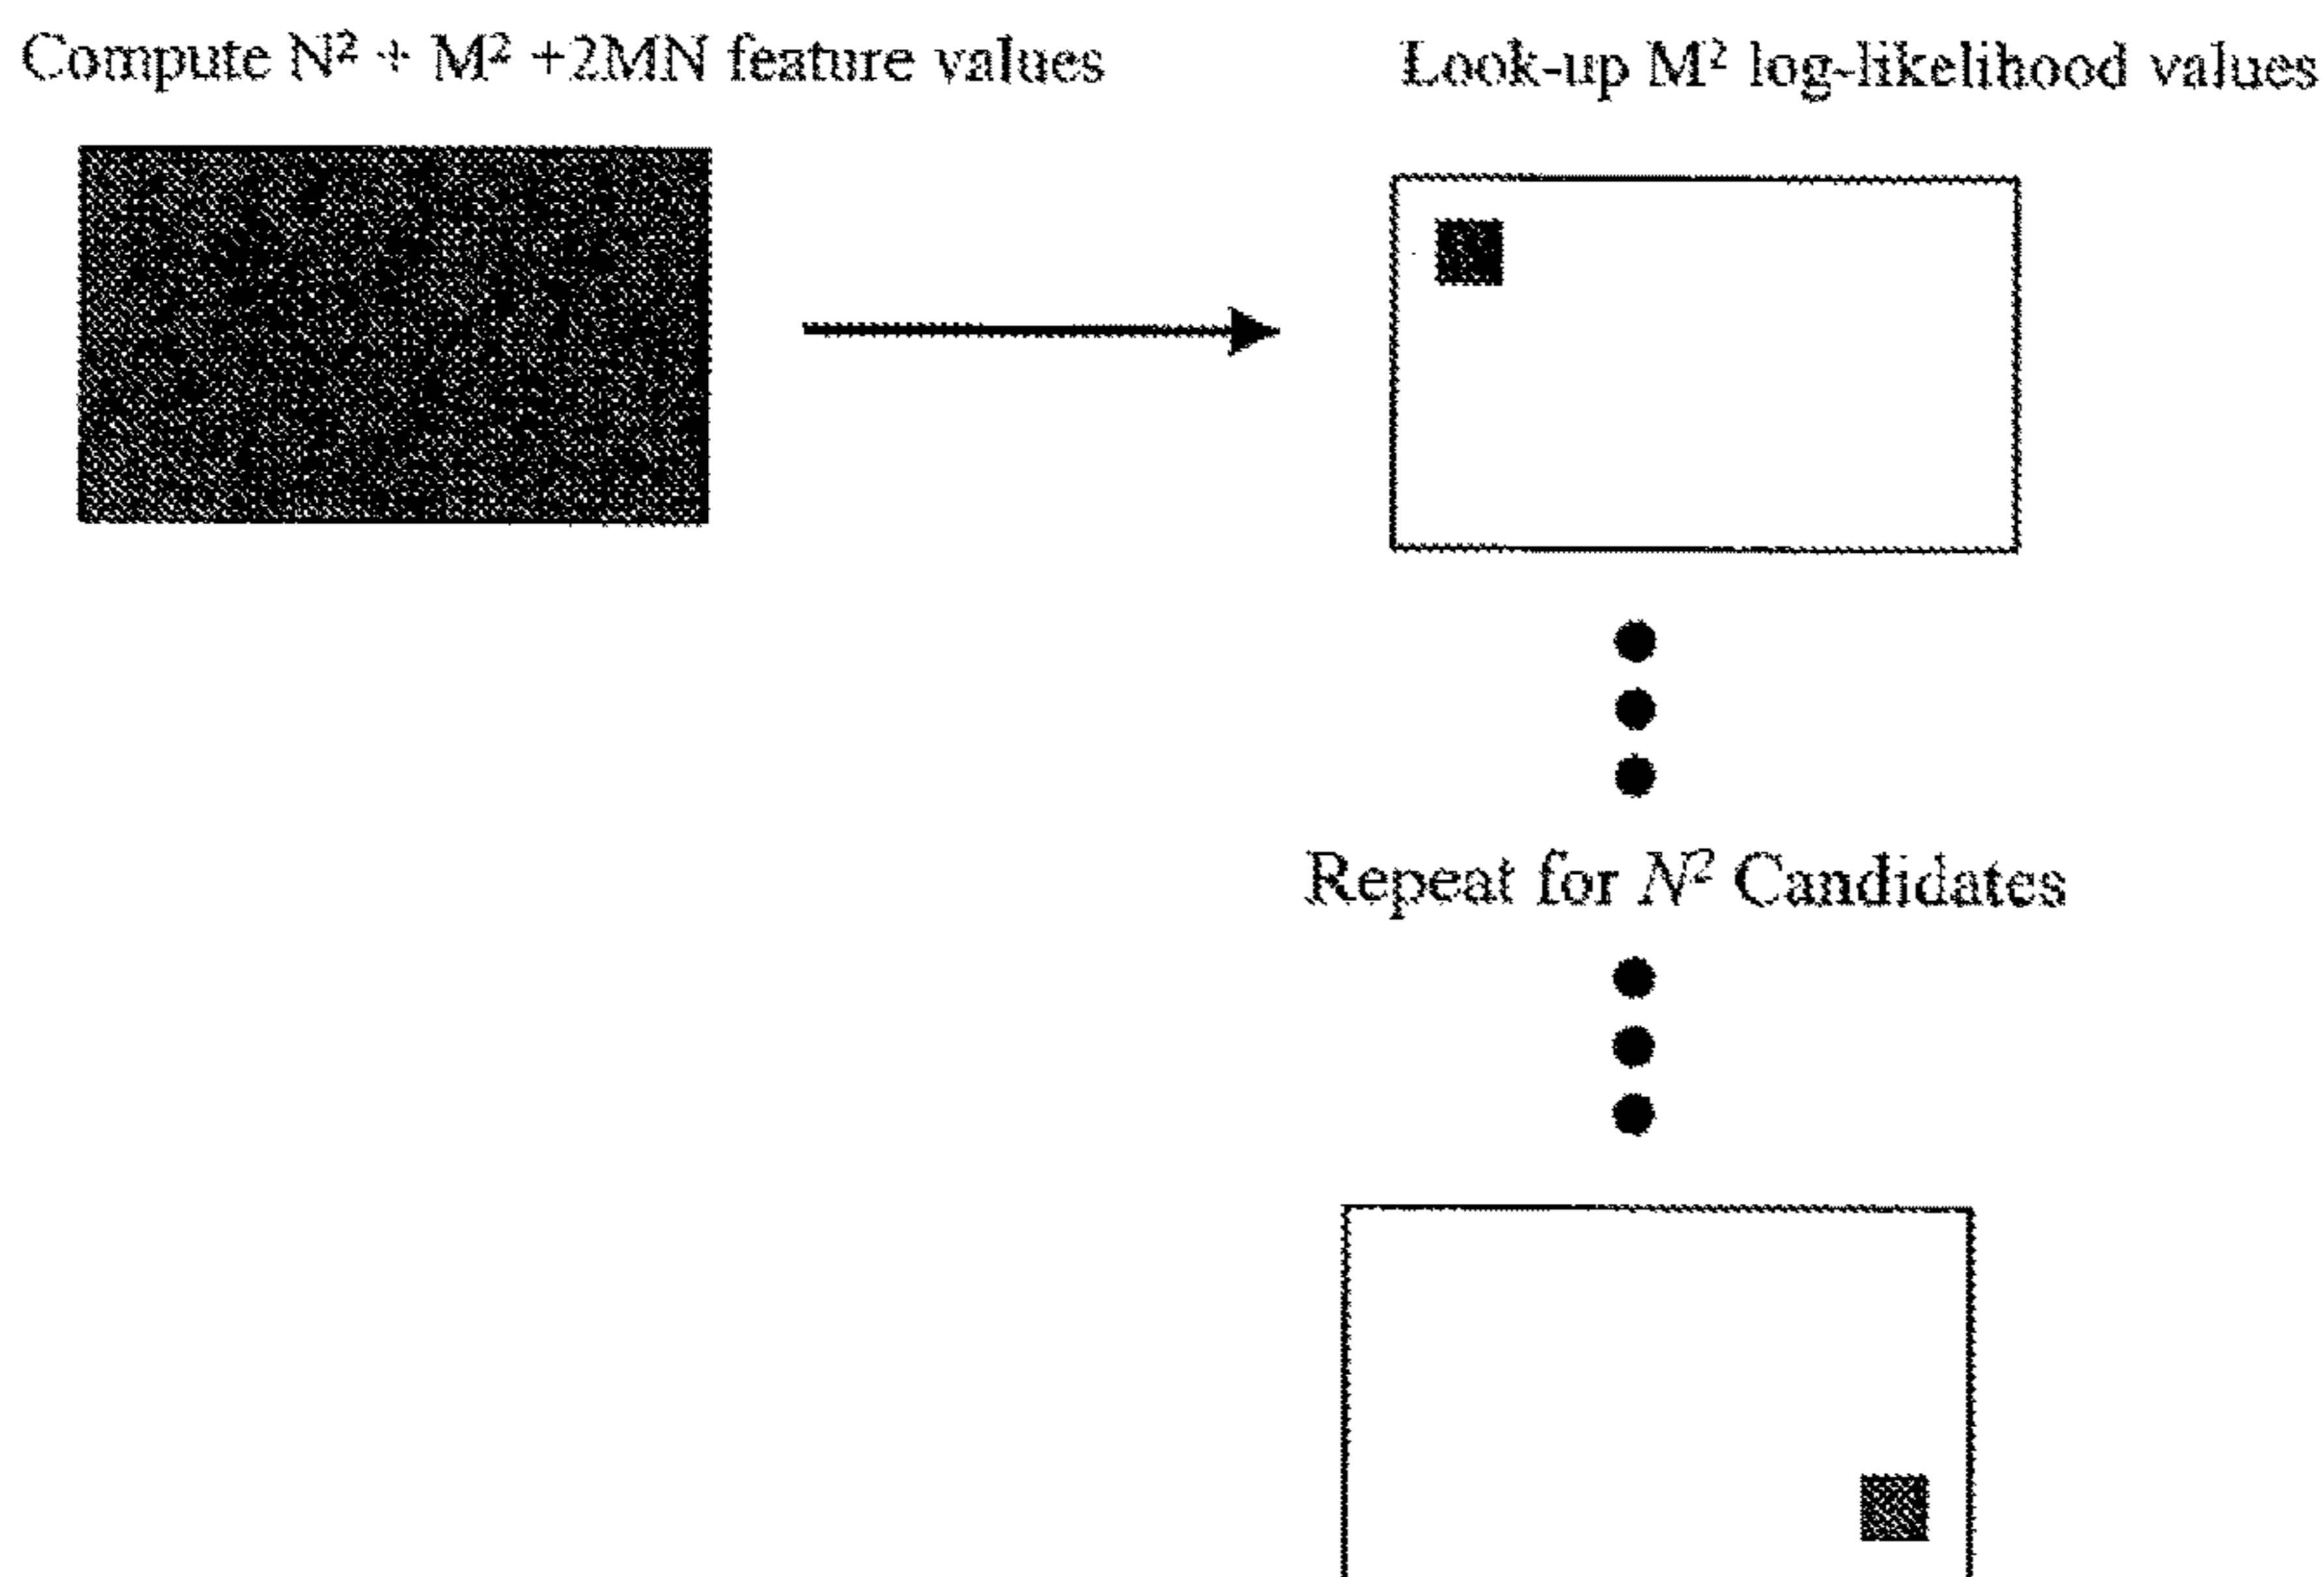 Compute N² + M² +2MN feature values
Look-up M² log-likelihood values
Repeat for N² Candidates